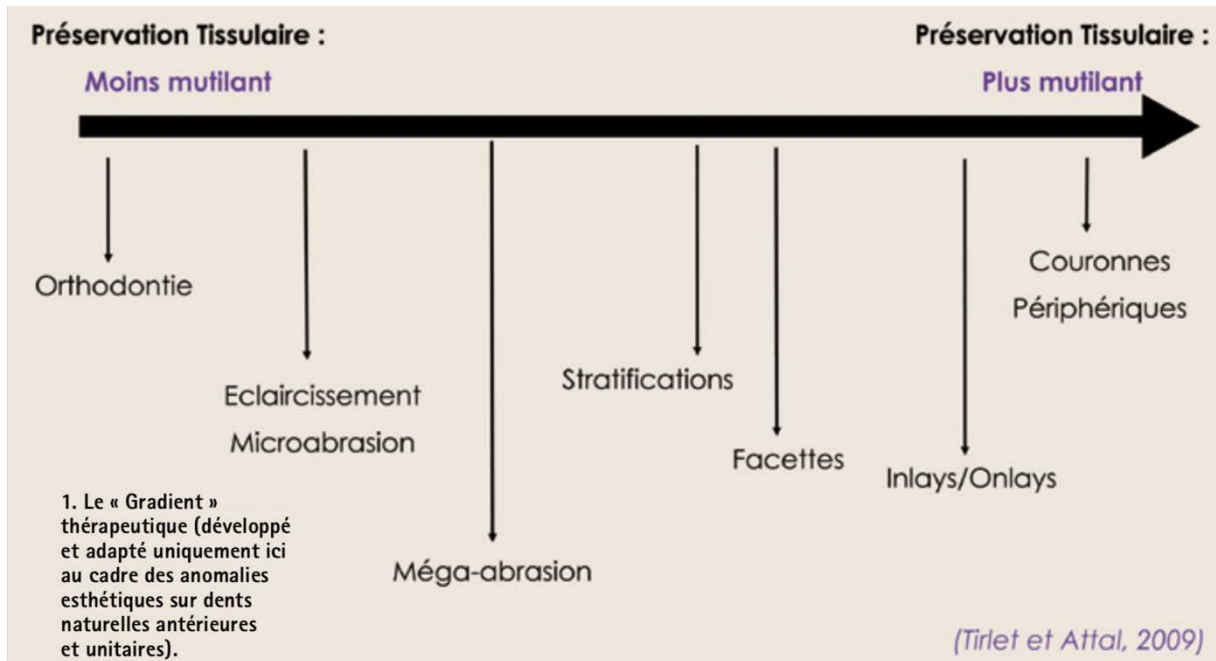 Préservation Tissulaire :
Préservation Tissulaire :
Moins mutilant
Plus mutilant
Orthodontie
Couronnes
Périphériques
Eclaircissement
Microabrasion
Stratifications
Facettes
Inlays/Onlays
Méga-abrasion
1. Le « Gradient »
thérapeutique (développé
et adapté uniquement ici
au cadre des anomalies
esthétiques sur dents
naturelles antérieures
et unitaires).
(Tirlet et Attal, 2009)